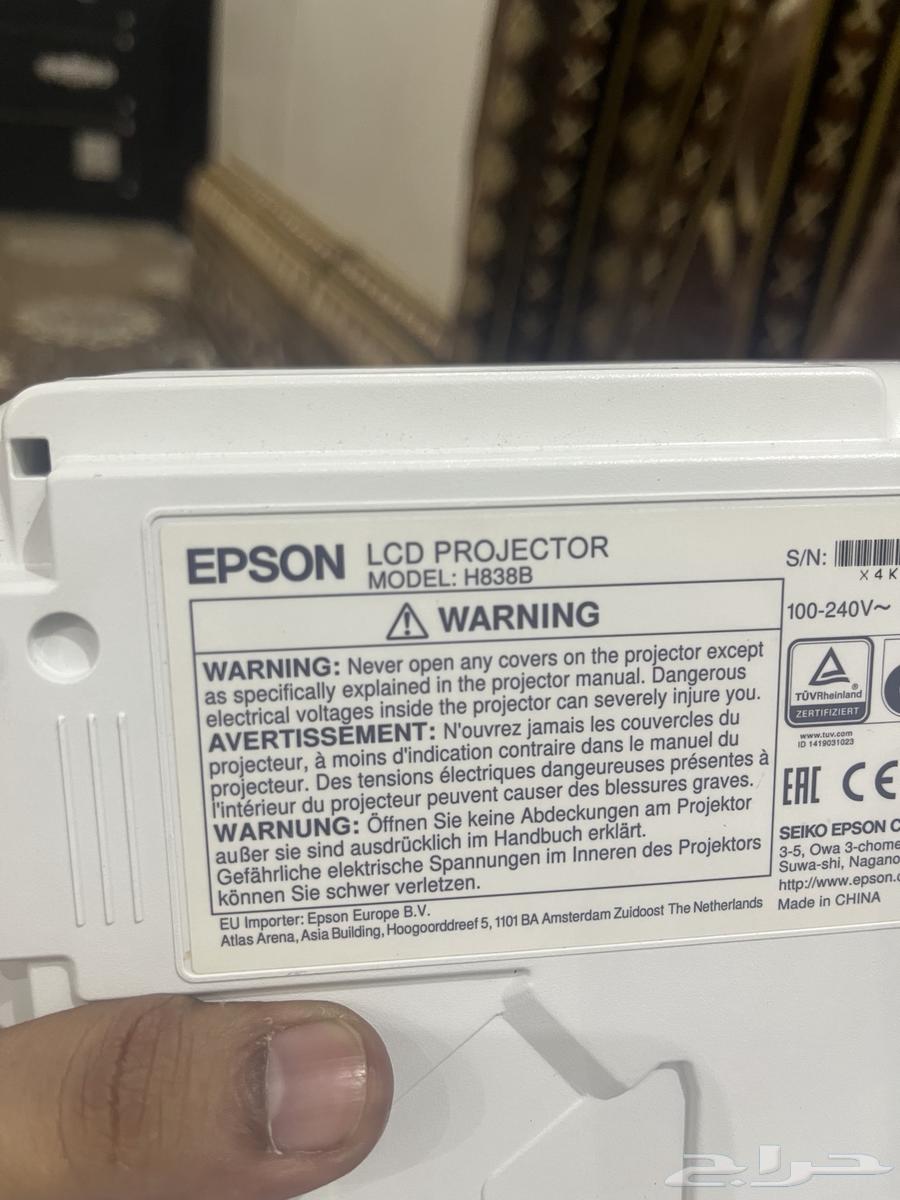 EPSON LCD PROJECTOR
MODEL: H838B
WARNING
WARNING: Never open any covers on the projector except
as specifically explained in the projector manual. Dangerous
electrical voltages inside the projector can severely injure you.
AVERTISSEMENT: N'ouvrez jamais les couvercles du
projecteur, à moins d'indication contraire dans le manuel du
projecteur. Des tensions électriques dangeureuses présentes à
l'intérieur du projecteur peuvent causer des blessures graves.
WARNUNG: Öffnen Sie keine Abdeckungen am Projektor
außer sie sind ausdrücklich im Handbuch erklärt.
Gefährliche elektrische Spannungen im Inneren des Projektors
können Sie schwer verletzen.
EU Importer: Epson Europe B.V.
Atlas Arena, Asia Building, Hoogoorddreef 5, 1101 BA Amsterdam Zuidoost The Netherlands
S/N:
X4K
100-240V~
TÜVRheinland®
ZERTIFIZIERT
www.tuv.com
ID 1419031023
EAC CE
SEIKO EPSON C
3-5, Owa 3-chome
Suwa-shi, Nagano
http://www.epson.c
Made in CHINA
حراج